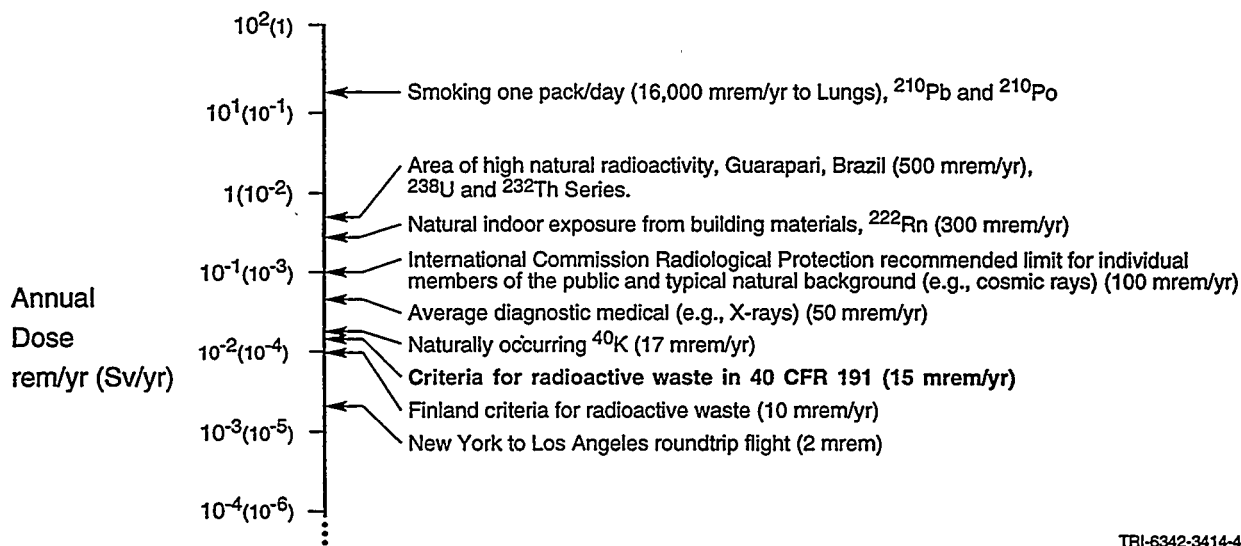 10²(1)
Smoking one pack/day (16,000 mrem/yr to Lungs), ²¹⁰Pb and ²¹⁰Po
10¹(10⁻¹)
Area of high natural radioactivity, Guarapari, Brazil (500 mrem/yr),
²³⁸U and ²³²Th Series.
1(10⁻²)
Natural indoor exposure from building materials, ²²²Rn (300 mrem/yr)
International Commission Radiological Protection recommended limit for individual
members of the public and typical natural background (e.g., cosmic rays) (100 mrem/yr)
10⁻¹(10⁻³)
Annual
Dose
rem/yr (Sv/yr)
Average diagnostic medical (e.g., X-rays) (50 mrem/yr)
Naturally occurring ⁴⁰K (17 mrem/yr)
10⁻²(10⁻⁴)
Criteria for radioactive waste in 40 CFR 191 (15 mrem/yr)
Finland criteria for radioactive waste (10 mrem/yr)
10⁻³(10⁻⁵)
New York to Los Angeles roundtrip flight (2 mrem)
10⁻⁴(10⁻⁶)
TRI-6342-3414-4